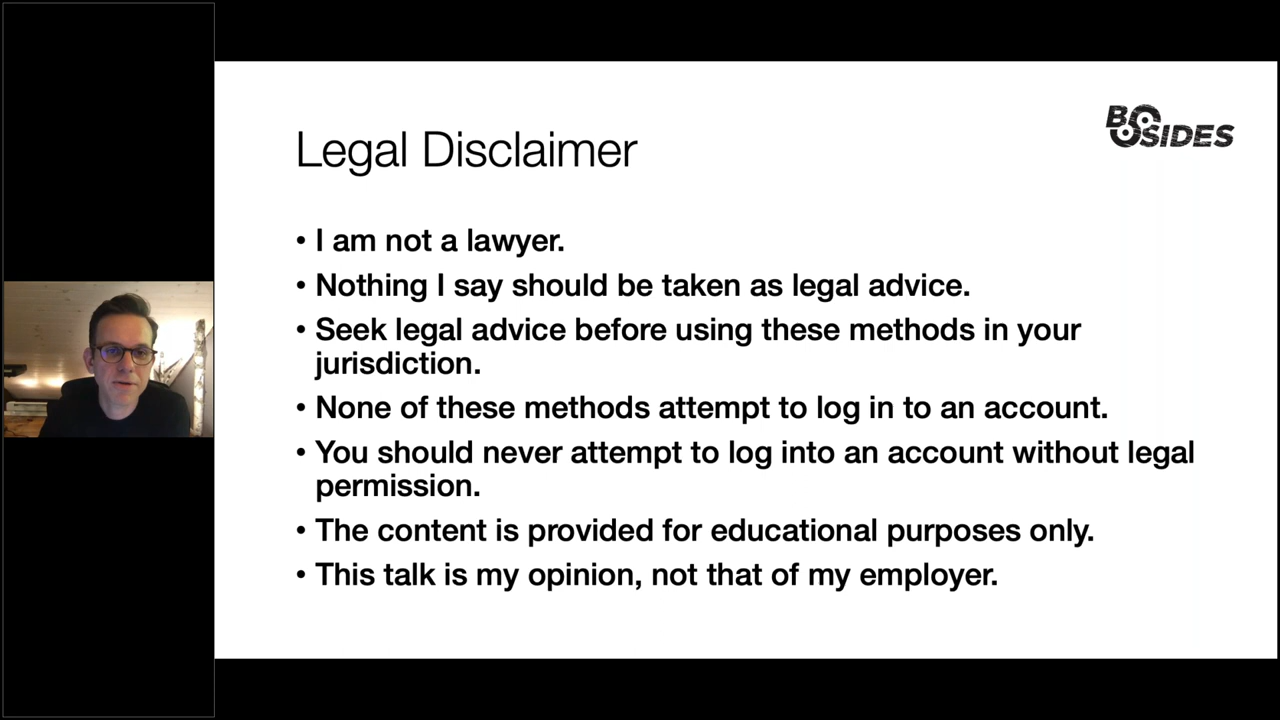 BSIDES
Legal Disclaimer
• I am not a lawyer.
• Nothing I say should be taken as legal advice.
• Seek legal advice before using these methods in your
jurisdiction.
• None of these methods attempt to log in to an account.
• You should never attempt to log into an account without legal
permission.
• The content is provided for educational purposes only.
• This talk is my opinion, not that of my employer.